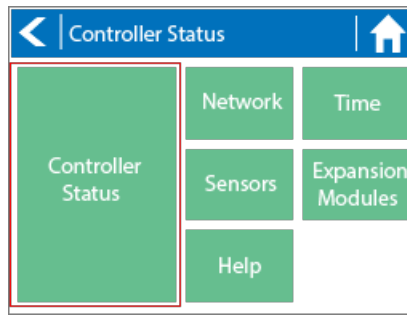 Controller Status
Controller
Status
Network
Time
Sensors
Expansion
Modules
Help